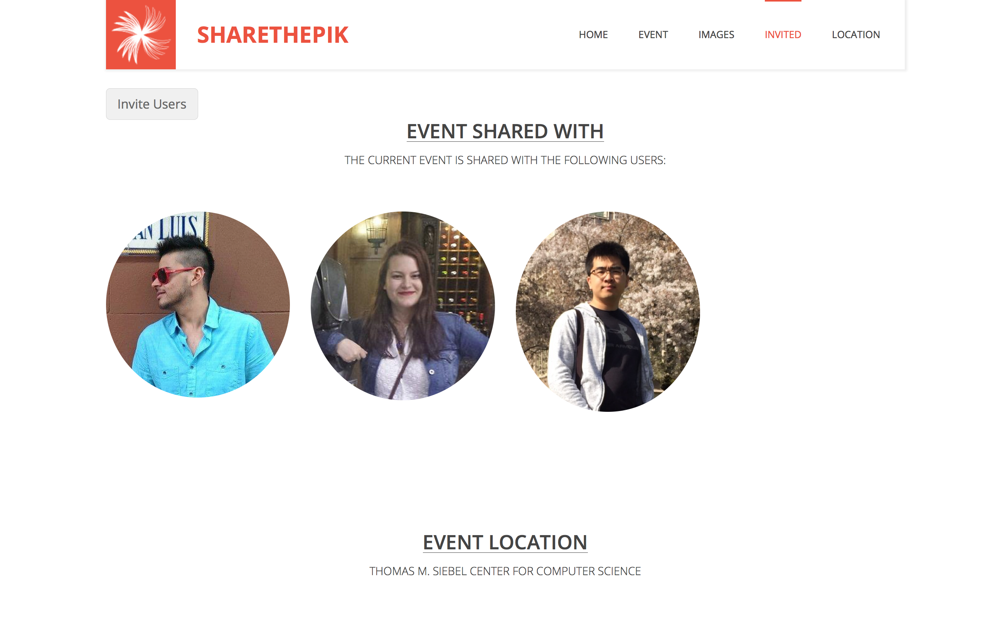 SHARETHEPIK
HOME
EVENT
IMAGES
INVITED
LOCATION
Invite Users
EVENT SHARED WITH
THE CURRENT EVENT IS SHARED WITH THE FOLLOWING USERS:
AN LUIS
ARMOUR
EVENT LOCATION
THOMAS M. SIEBEL CENTER FOR COMPUTER SCIENCE